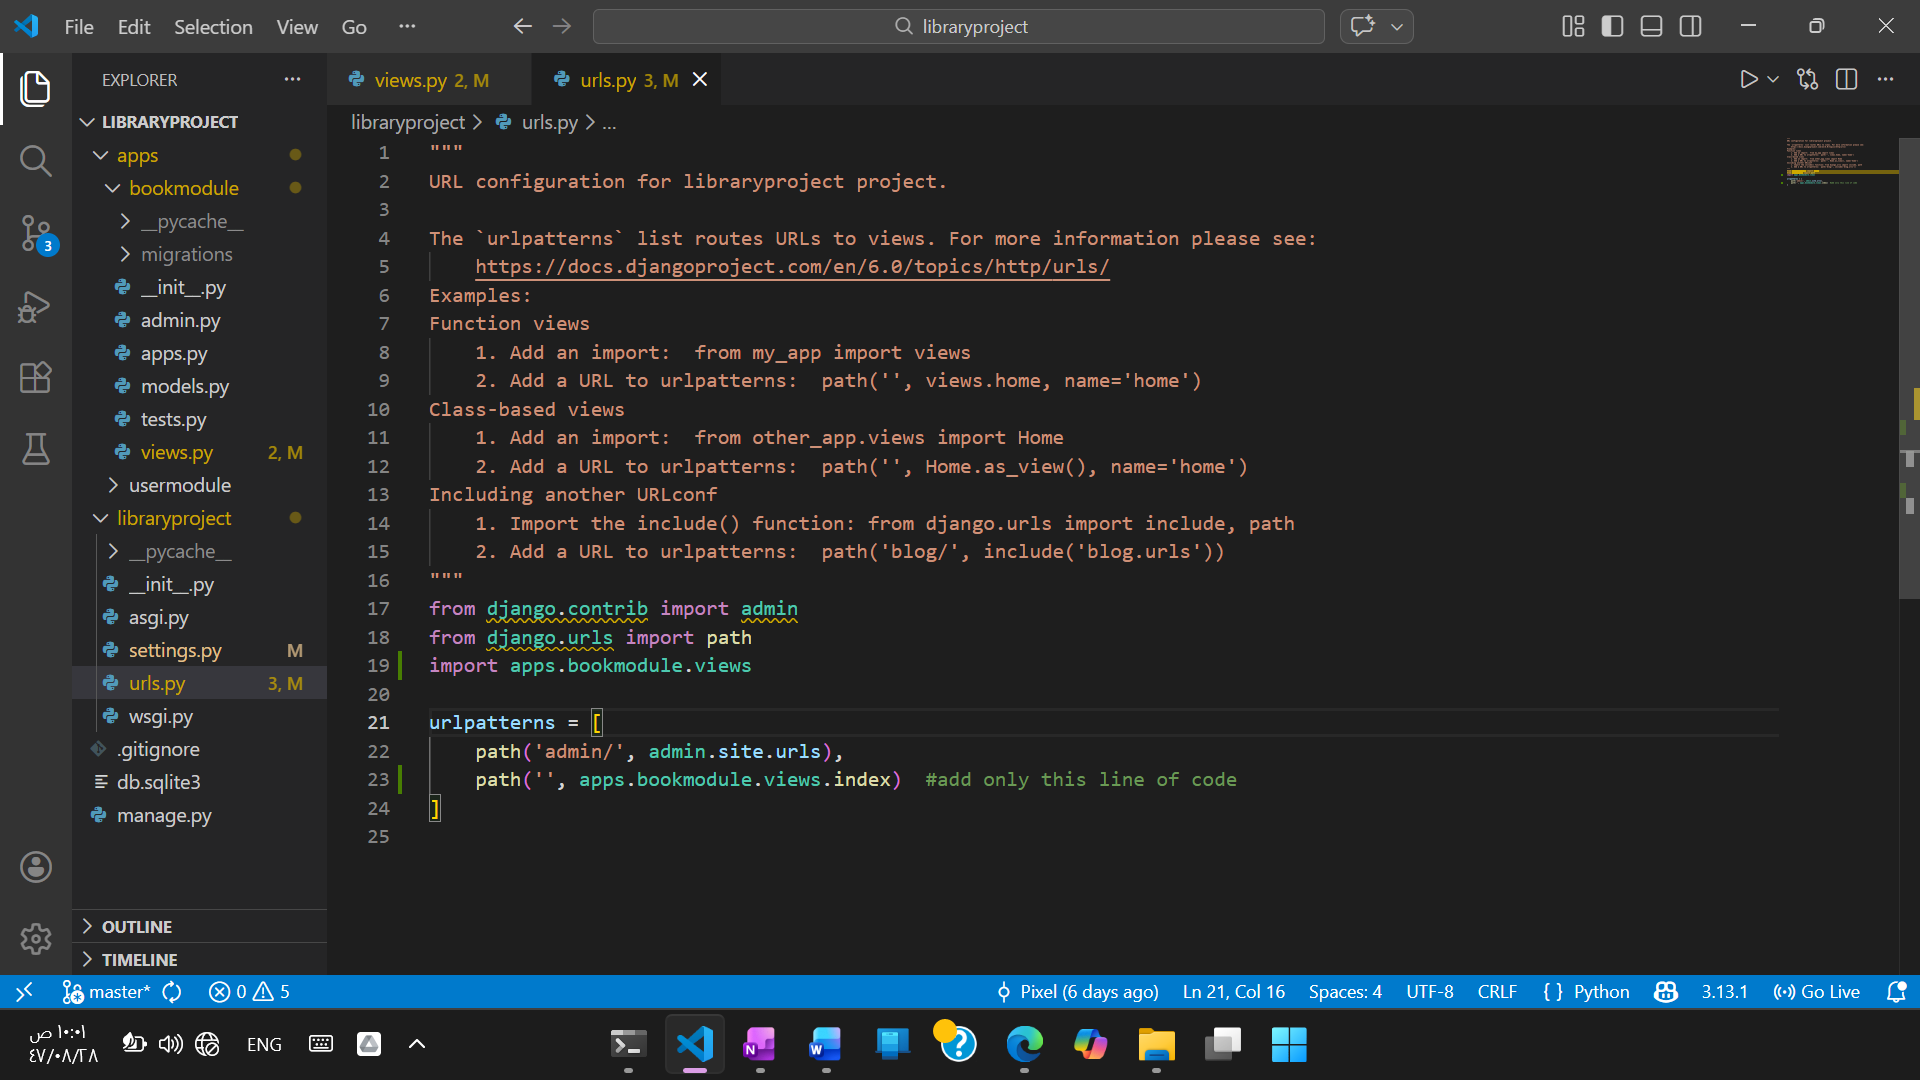 File Edit Selection View Go ···
libraryproject
EXPLORER ···
LIBRARYPROJECT
apps
bookmodule
__pycache__
migrations
__init__.py
admin.py
apps.py
models.py
tests.py
views.py 2, M
usermodule
libraryproject
__pycache__
__init__.py
asgi.py
settings.py M
urls.py 3, M
wsgi.py
.gitignore
db.sqlite3
manage.py
OUTLINE
TIMELINE
3
views.py 2, M
urls.py 3, M
libraryproject > urls.py > ...
1 """
2 URL configuration for libraryproject project.
3
4 The `urlpatterns` list routes URLs to views. For more information please see:
5 https://docs.djangoproject.com/en/6.0/topics/http/urls/
6 Examples:
7 Function views
8 1. Add an import:  from my_app import views
9 2. Add a URL to urlpatterns:  path('', views.home, name='home')
10 Class-based views
11 1. Add an import:  from other_app.views import Home
12 2. Add a URL to urlpatterns:  path('', Home.as_view(), name='home')
13 Including another URLconf
14 1. Import the include() function: from django.urls import include, path
15 2. Add a URL to urlpatterns:  path('blog/', include('blog.urls'))
16 """
17 from django.contrib import admin
18 from django.urls import path
19 import apps.bookmodule.views
20
21 urlpatterns = [
22 path('admin/', admin.site.urls),
23 path('', apps.bookmodule.views.index)  #add only this line of code
24 ]
25
master* 0 5 Pixel (6 days ago) Ln 21, Col 16 Spaces: 4 UTF-8 CRLF { } Python 3.13.1 Go Live
١٠:٠١ ص
٤٧/٠٨/٢٨
ENG